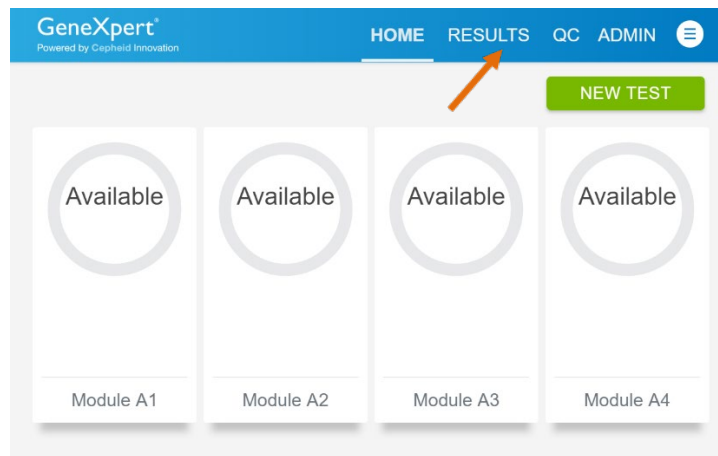 GeneXpert®
Powered by Cepheid Innovation
HOME RESULTS QC ADMIN
NEW TEST
Available Available Available Available
Module A1 Module A2 Module A3 Module A4